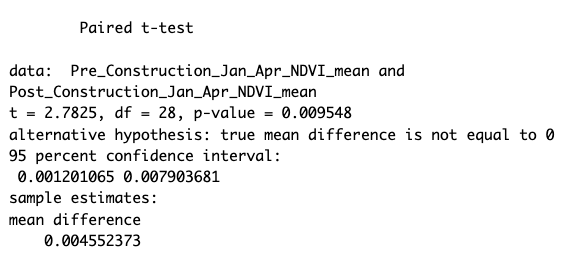 Paired t-test
data:  Pre_Construction_Jan_Apr_NDVI_mean and
Post_Construction_Jan_Apr_NDVI_mean
t = 2.7825, df = 28, p-value = 0.009548
alternative hypothesis: true mean difference is not equal to 0
95 percent confidence interval:
0.001201065 0.007903681
sample estimates:
mean difference
0.004552373